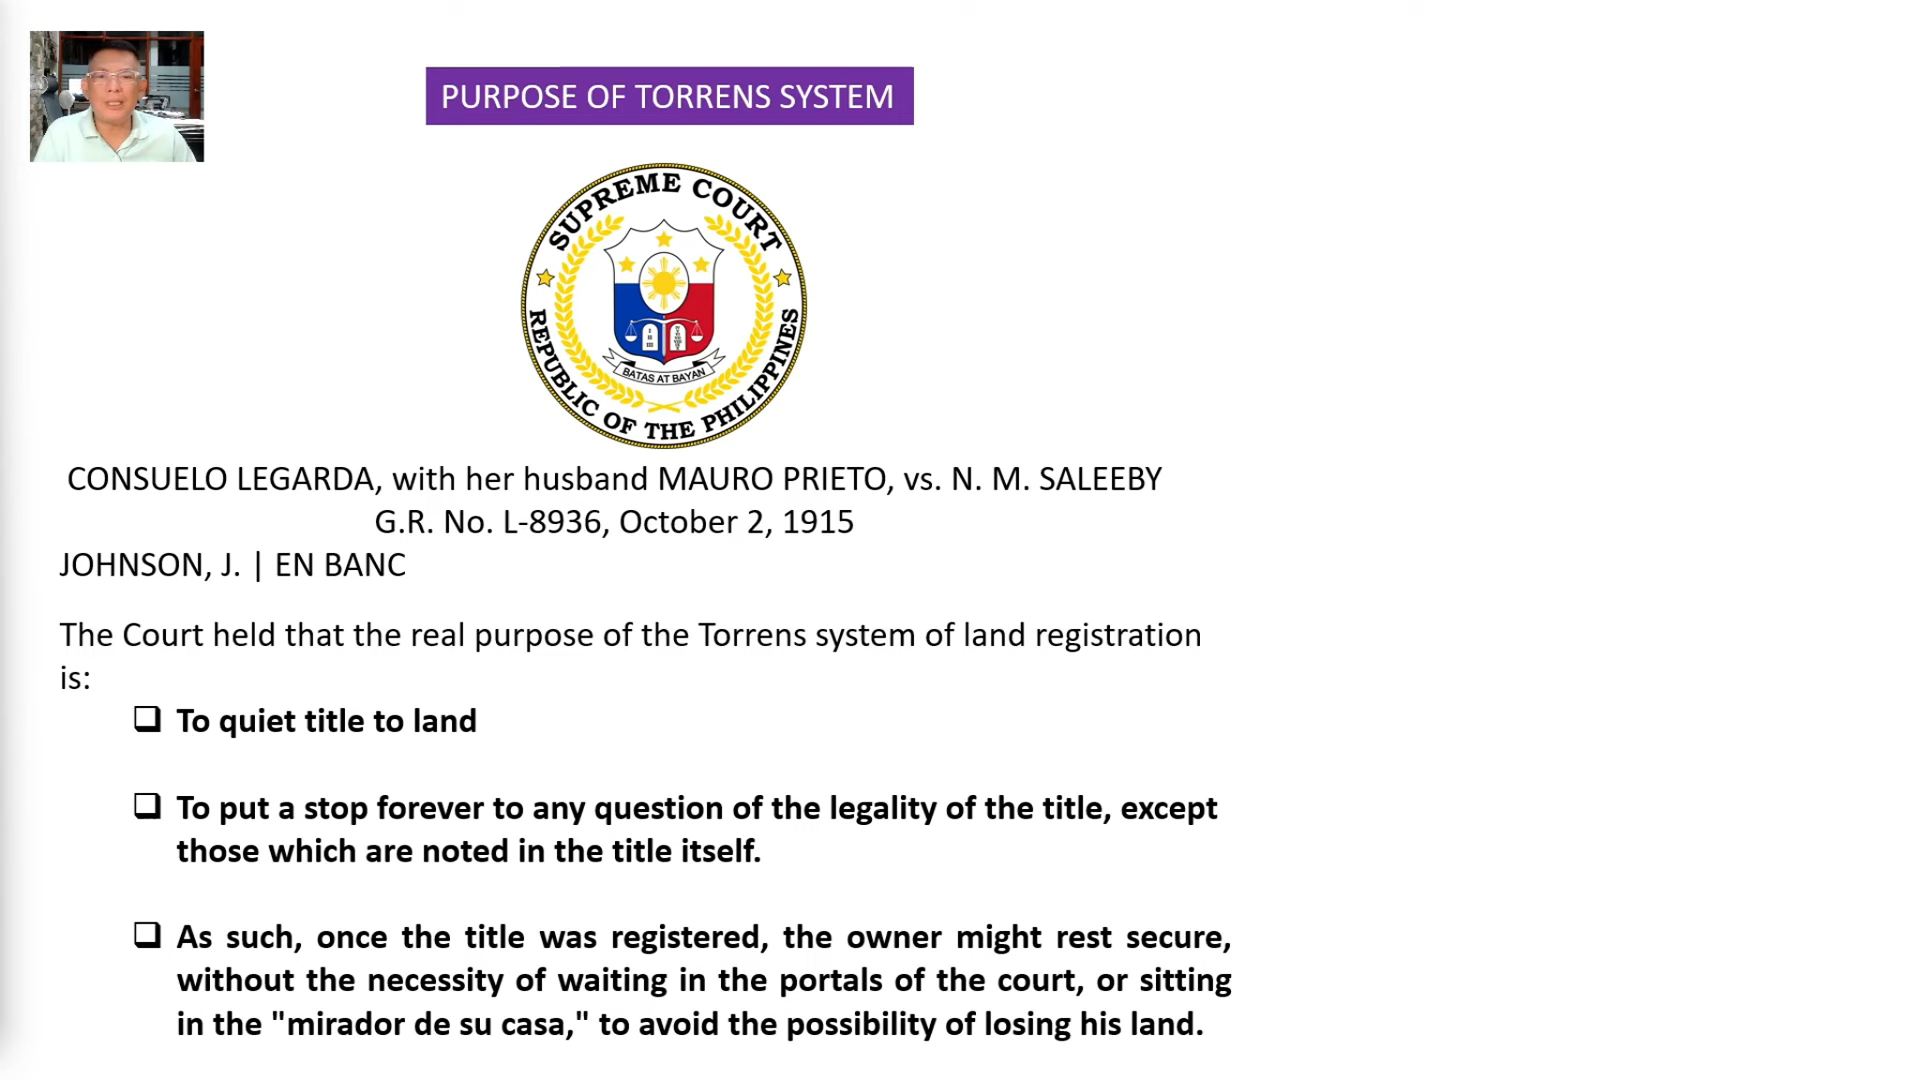 PURPOSE OF TORRENS SYSTEM
SUPREME COURT
REPUBLIC OF THE PHILIPPINES
BATAS AT BAYAN
CONSUELO LEGARDA, with her husband MAURO PRIETO, vs. N. M. SALEEBY
G.R. No. L-8936, October 2, 1915
JOHNSON, J. | EN BANC
The Court held that the real purpose of the Torrens system of land registration
is:
❑ To quiet title to land
❑ To put a stop forever to any question of the legality of the title, except
those which are noted in the title itself.
❑ As such, once the title was registered, the owner might rest secure,
without the necessity of waiting in the portals of the court, or sitting
in the "mirador de su casa," to avoid the possibility of losing his land.